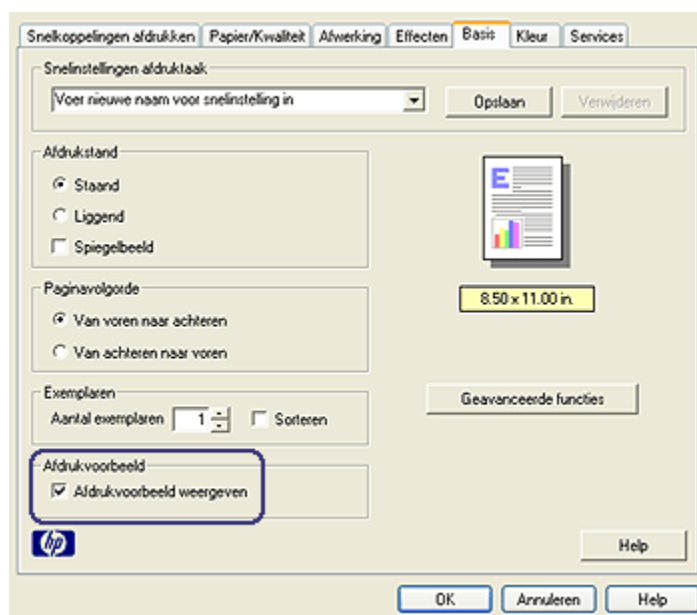 Snelkoppelingen afdrukken Papier/Kwaliteit Afwerking Effecten Basis Kleur Services
Snelinstellingen afdruktaak
Voer nieuwe naam voor snelinstelling in Opslaan Verwijderen
Afdrukstand
Staand
Liggend
Spiegelbeeld
E
8.50 x 11.00 in.
Paginavolgorde
Van voren naar achteren
Van achteren naar voren
Exemplaren
Aantal exemplaren 1 Sorteren
Geavanceerde functies
Afdrukvoorbeeld
Afdrukvoorbeeld weergeven
hp
Help
OK Annuleren Help